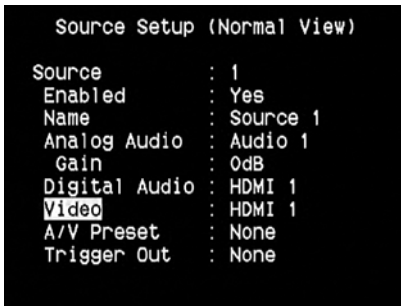 Source Setup (Normal View)
Source : 1
Enabled : Yes
Name : Source 1
Analog Audio : Audio 1
Gain : 0dB
Digital Audio : HDMI 1
Video : HDMI 1
A/V Preset : None
Trigger Out : None